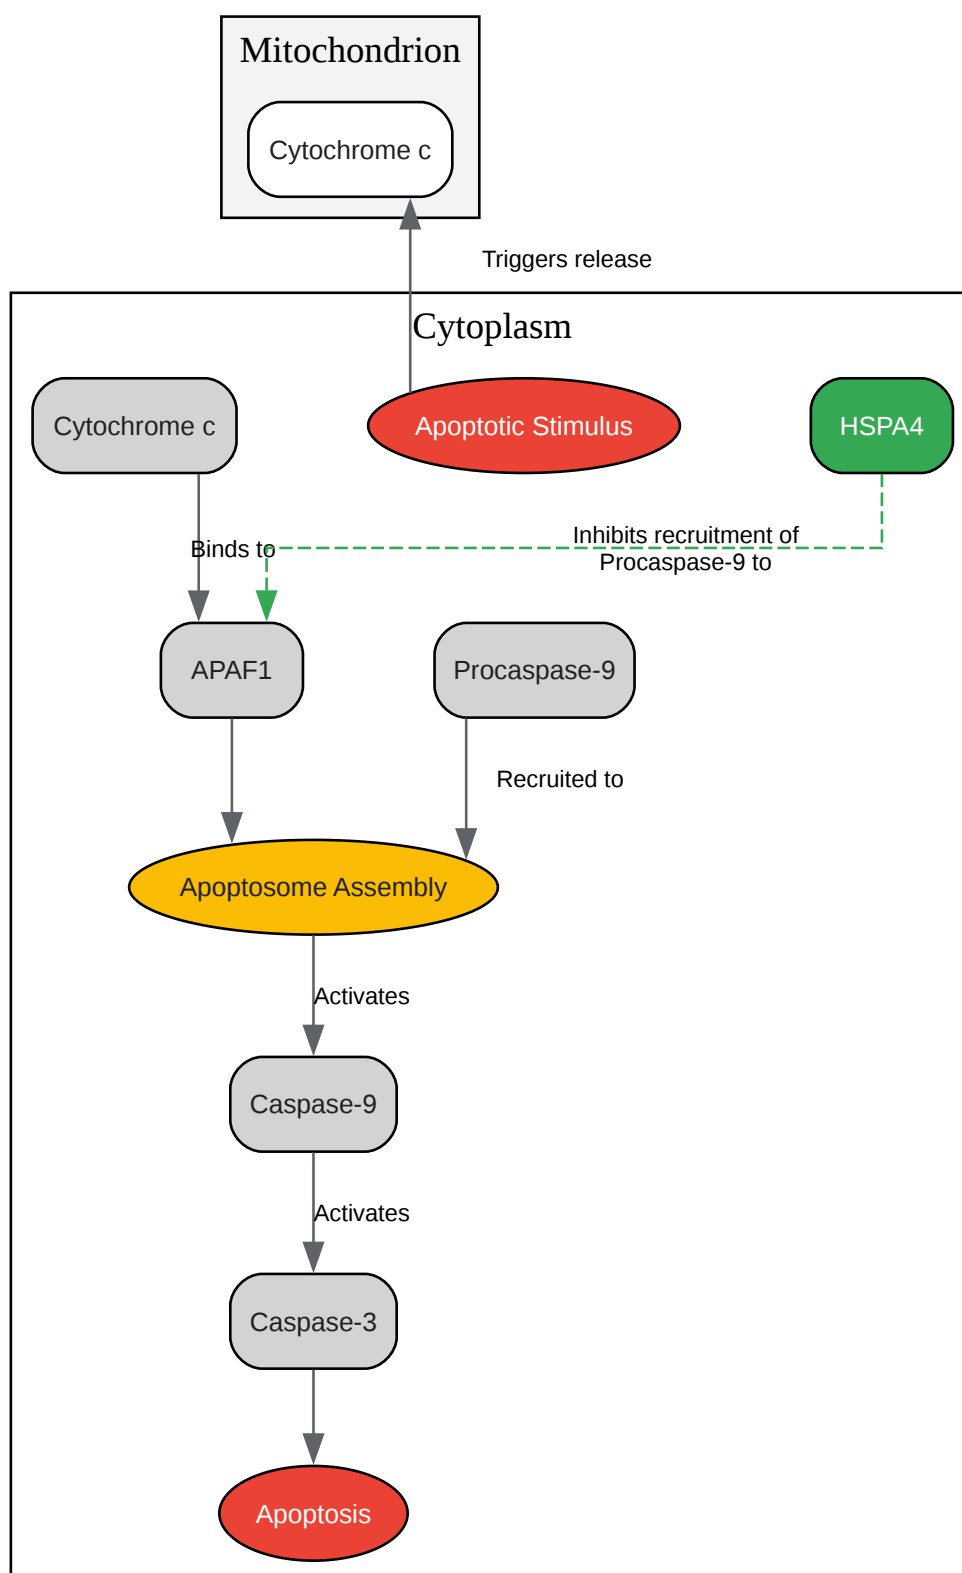 Mitochondrion
Cytochrome c
Triggers release
Cytoplasm
Cytochrome c
Apoptotic Stimulus
HSPA4
Binds to
Inhibits recruitment of
Procaspase-9 to
APAF1
Procaspase-9
Recruited to
Apoptosome Assembly
Activates
Caspase-9
Activates
Caspase-3
Apoptosis